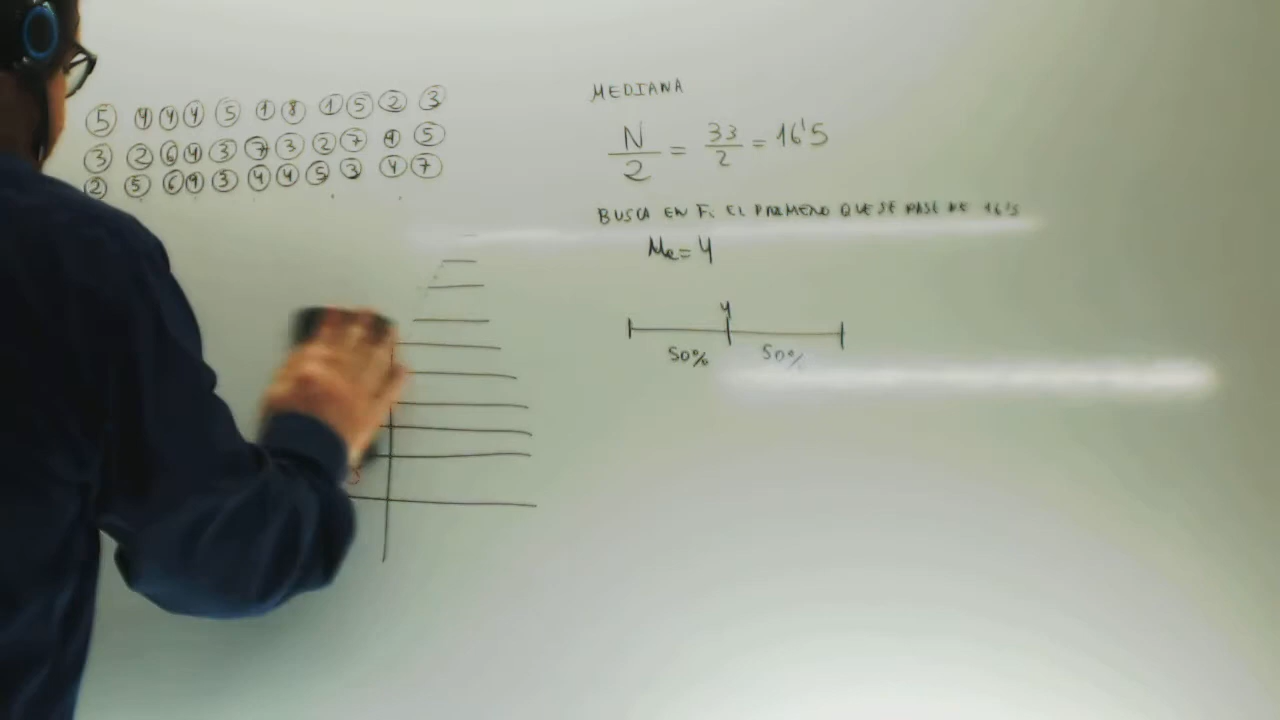 5 4 4 4 5 1 8 1 5 2 3
3 2 6 4 3 7 3 2 7 1 5
2 5 6 4 3 4 4 5 3 4 7
MEDIANA
N/2 = 33/2 = 16'5
BUSCA EN Fi EL PRIMERO QUE SE PASE DE 16'5
Me = 4
4
50% 50%